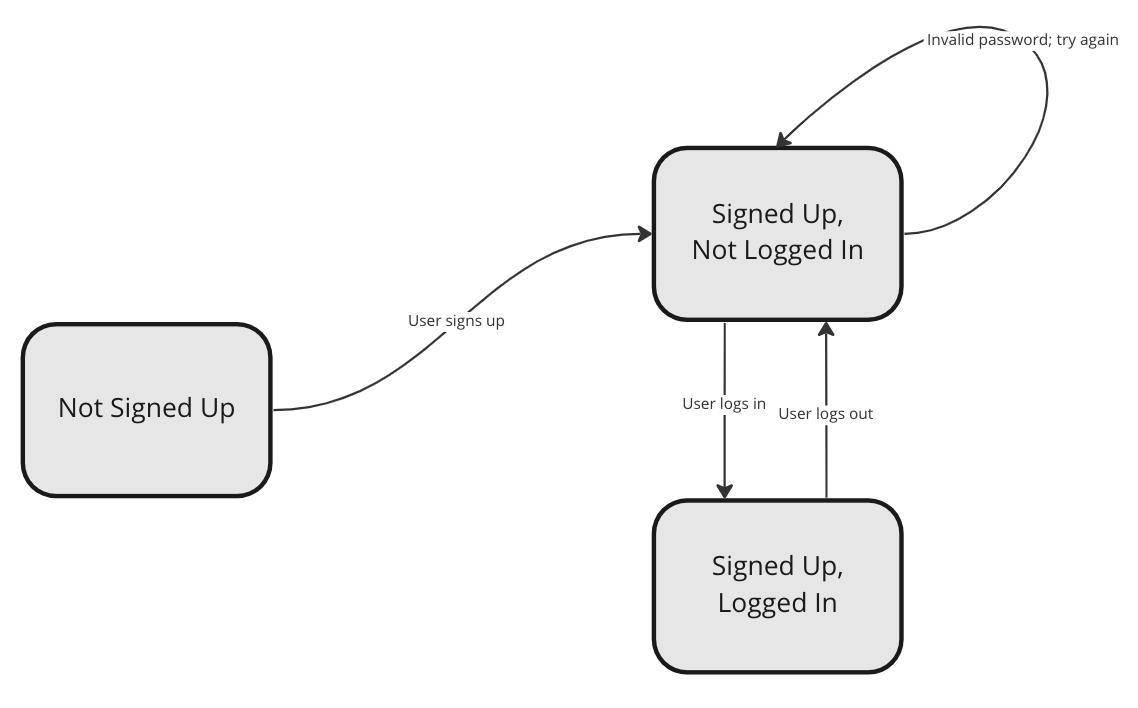 Invalid password; try again
Signed Up,
Not Logged In
User signs up
Not Signed Up
User logs in
User logs out
Signed Up,
Logged In